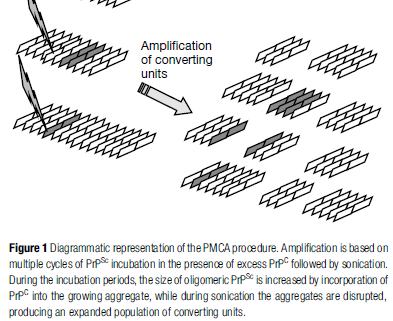 Amplification
of converting
units
Figure 1 Diagrammatic representation of the PMCA procedure. Amplification is based on
multiple cycles of PrPSc incubation in the presence of excess PrPC followed by sonication.
During the incubation periods, the size of oligomeric PrPSc is increased by incorporation of
PrPC into the growing aggregate, while during sonication the aggregates are disrupted,
producing an expanded population of converting units.